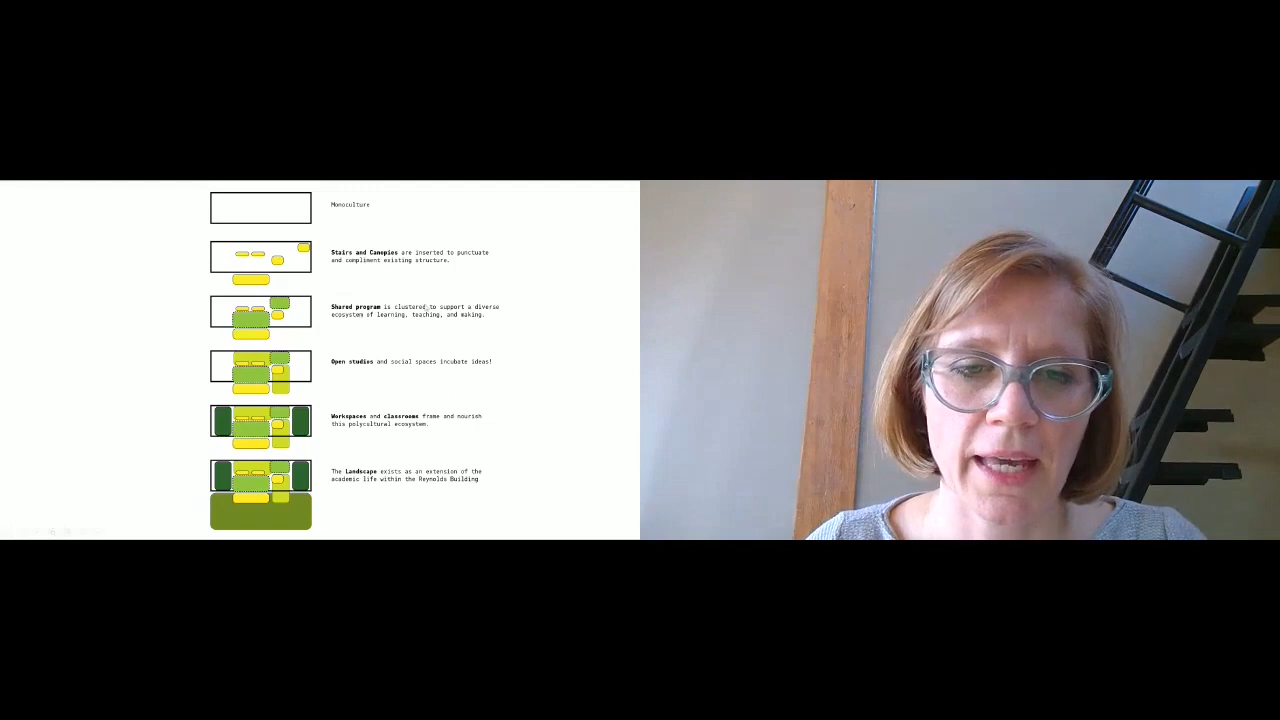 Monoculture
Stairs and Canopies are inserted to punctuate
and compliment existing structure.
Shared program is clustered to support a diverse
ecosystem of learning, teaching, and making.
Open studios and social spaces incubate ideas!
Workspaces and classrooms frame and nourish
this polycultural ecosystem.
The Landscape exists as an extension of the
academic life within the Reynolds Building